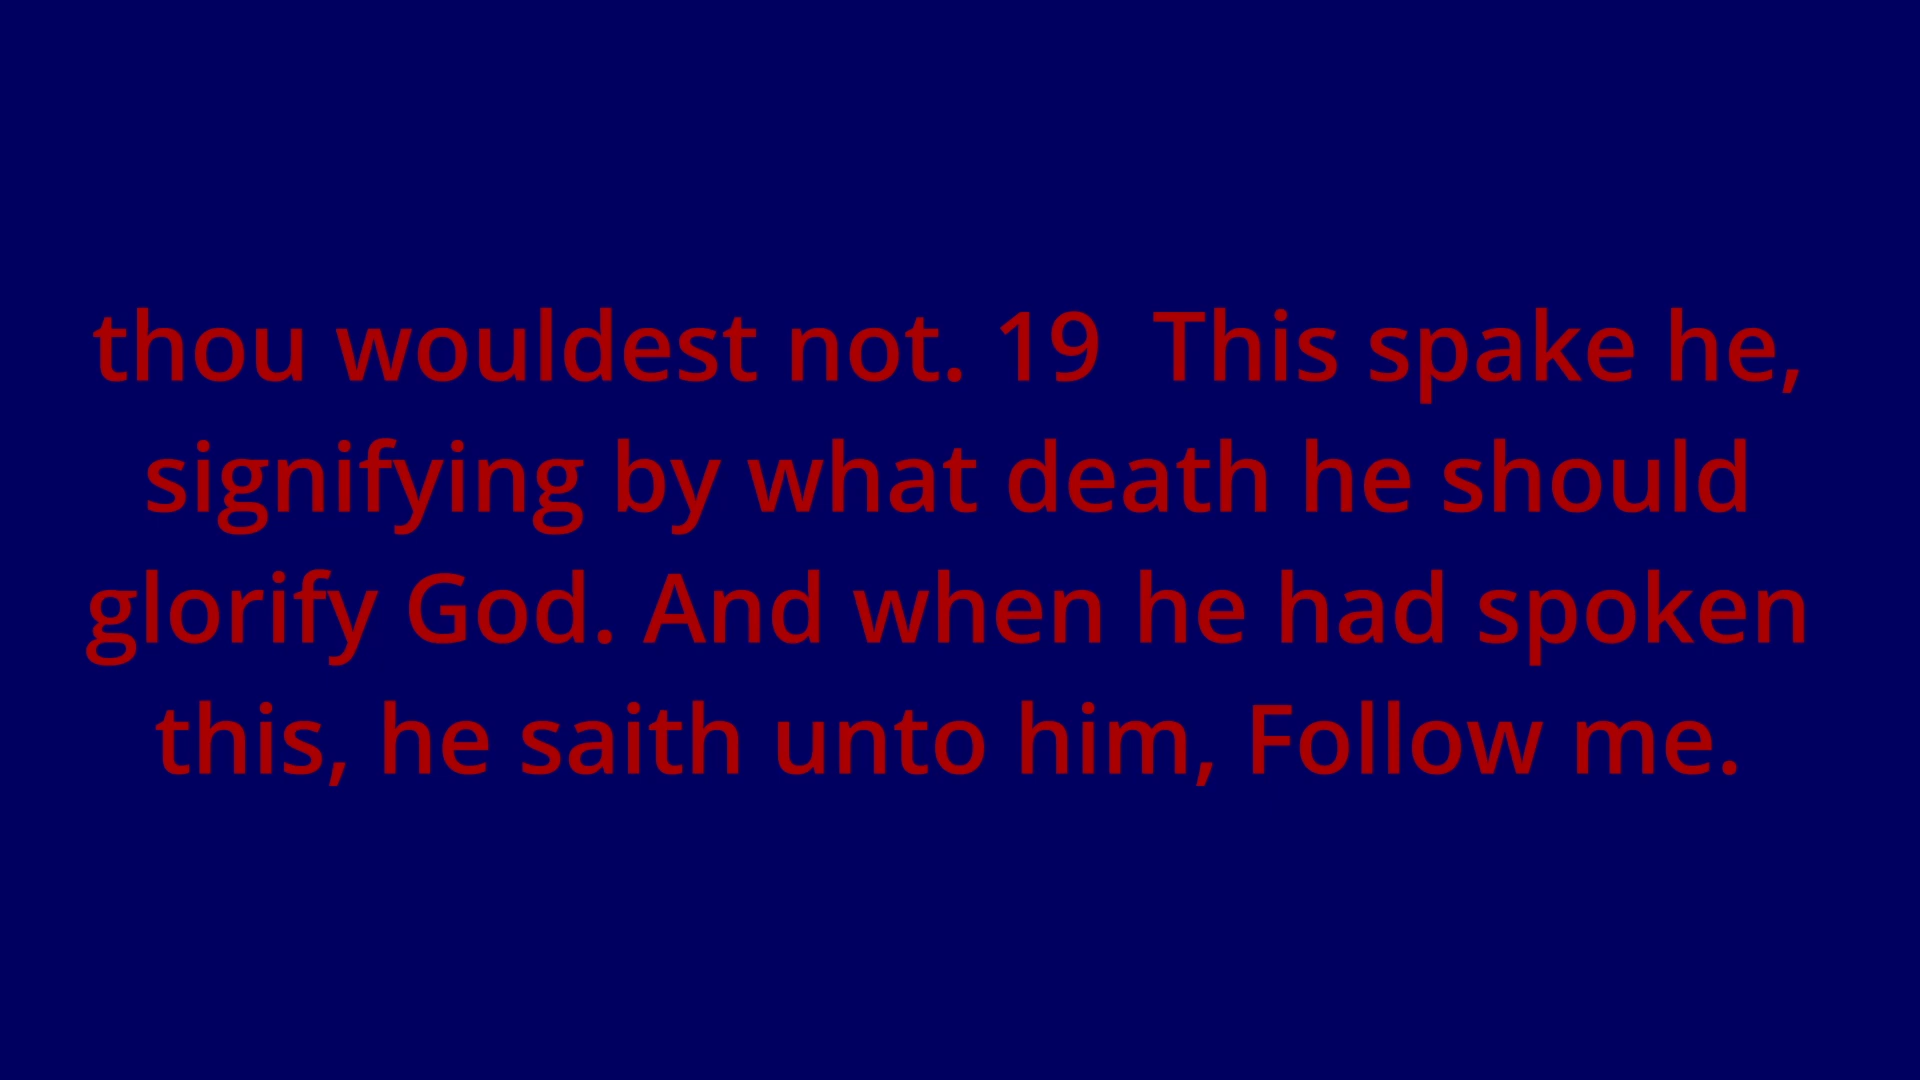 thou wouldest not. 19  This spake he,
signifying by what death he should
glorify God. And when he had spoken
this, he saith unto him, Follow me.